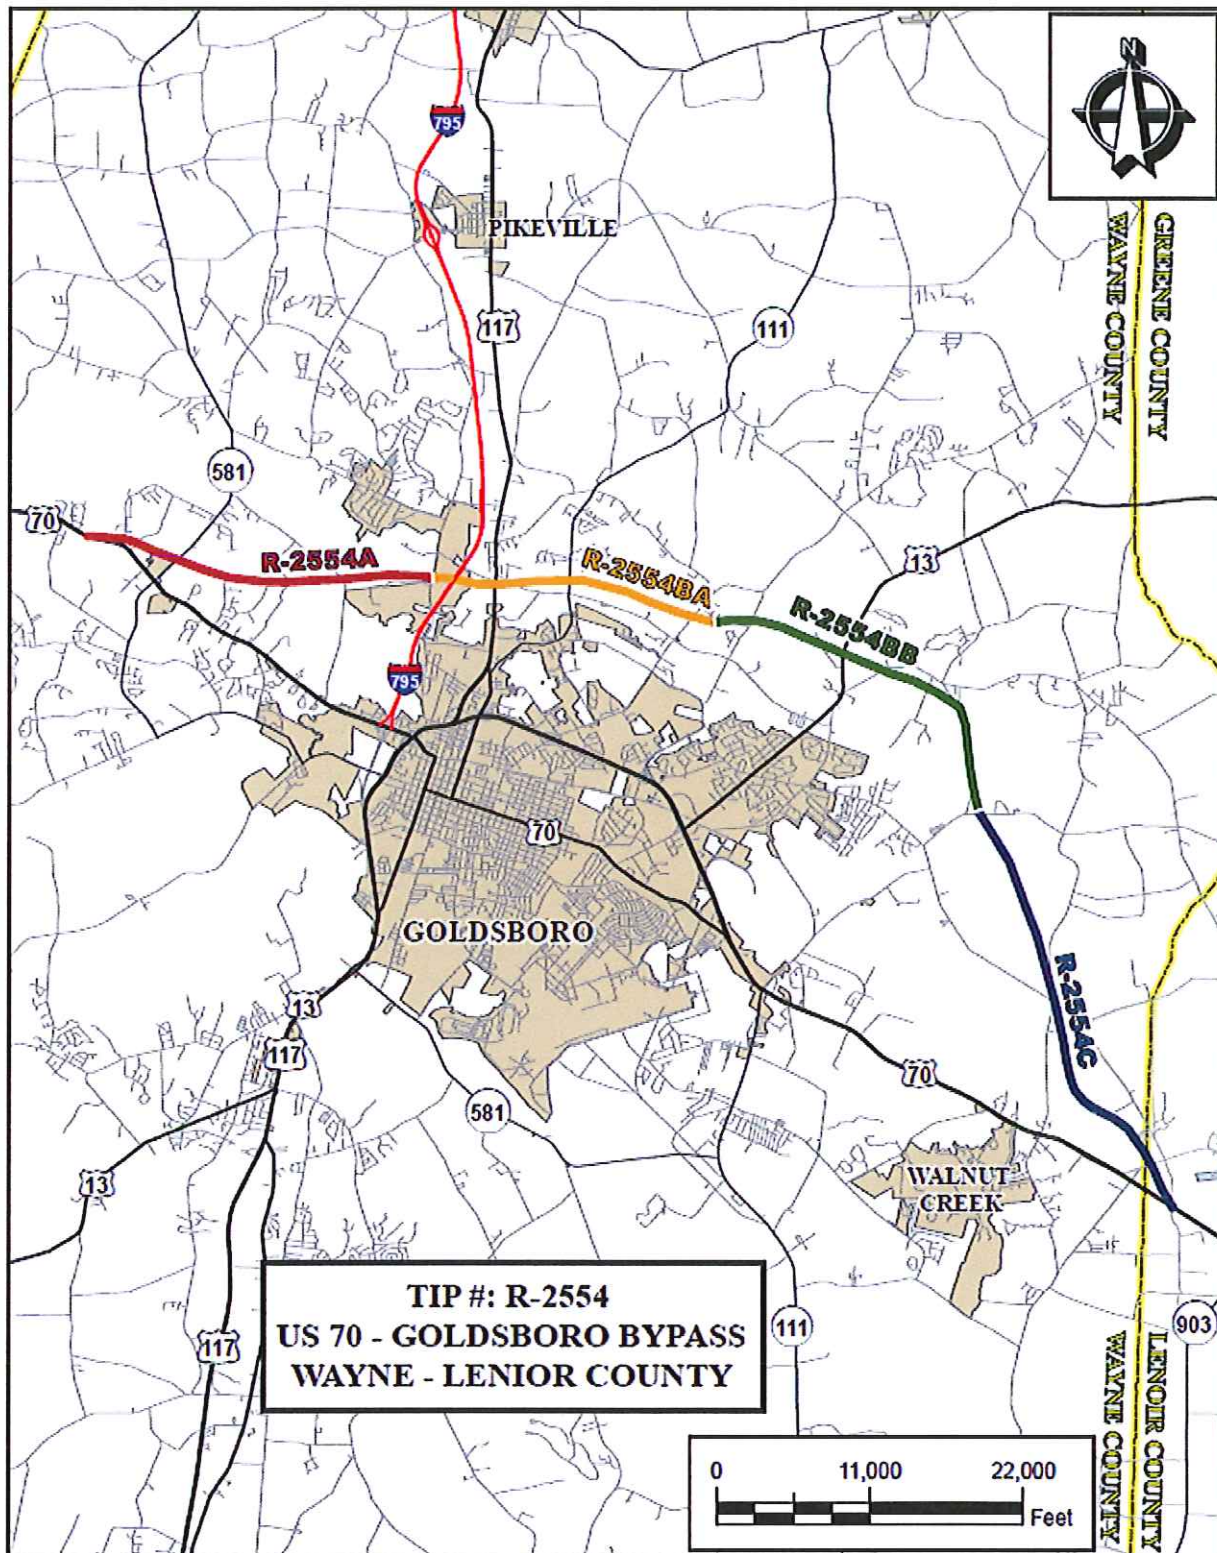 N
795
PIKEVILLE
117
111
GREENE COUNTY
WAYNE COUNTY
581
70
R-2554A
R-2554BA
13
R-2554BB
795
70
GOLDSBORO
R-2554C
13
117
70
581
13
WALNUT
CREEK
TIP #: R-2554
US 70 - GOLDSBORO BYPASS
WAYNE - LENIOR COUNTY
117
111
903
LENOIR COUNTY
WAYNE COUNTY
0 11,000 22,000
Feet